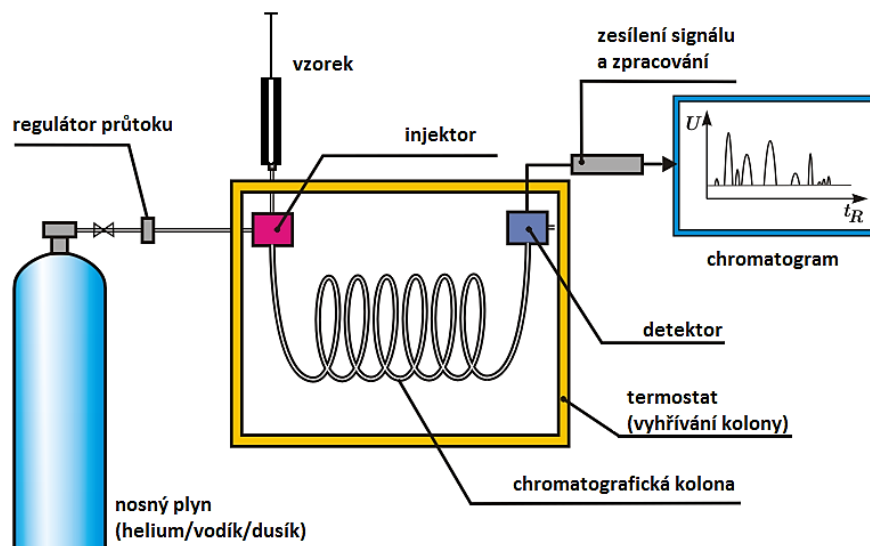 zesílení signálu
a zpracování
vzorek
regulátor průtoku
injektor
U
t_R
chromatogram
detektor
termostat
(vyhřívání kolony)
chromatografická kolona
nosný plyn
(helium/vodík/dusík)